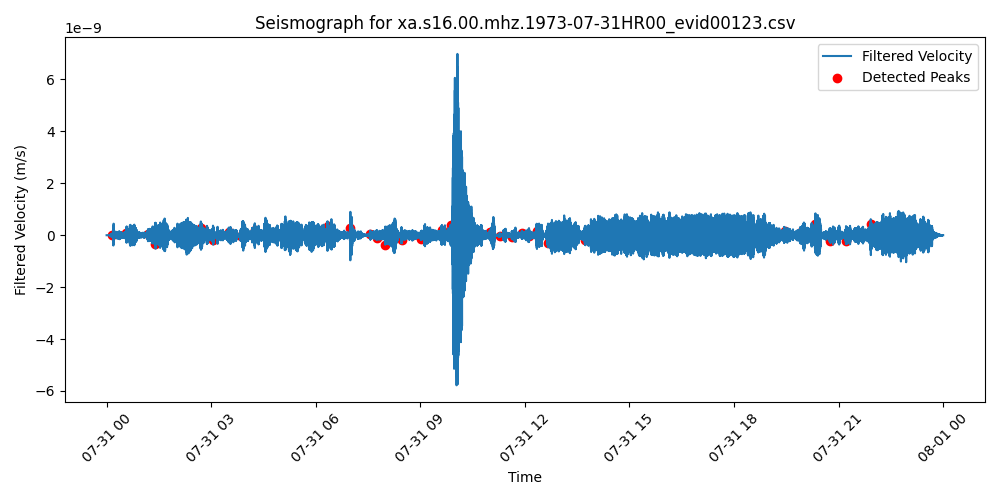 Seismograph for xa.s16.00.mhz.1973-07-31HR00_evid00123.csv
1e−9
Filtered Velocity
Detected Peaks
6
4
2
0
−2
−4
−6
Filtered Velocity (m/s)
07-31 00
07-31 03
07-31 06
07-31 09
07-31 12
07-31 15
07-31 18
07-31 21
08-01 00
Time